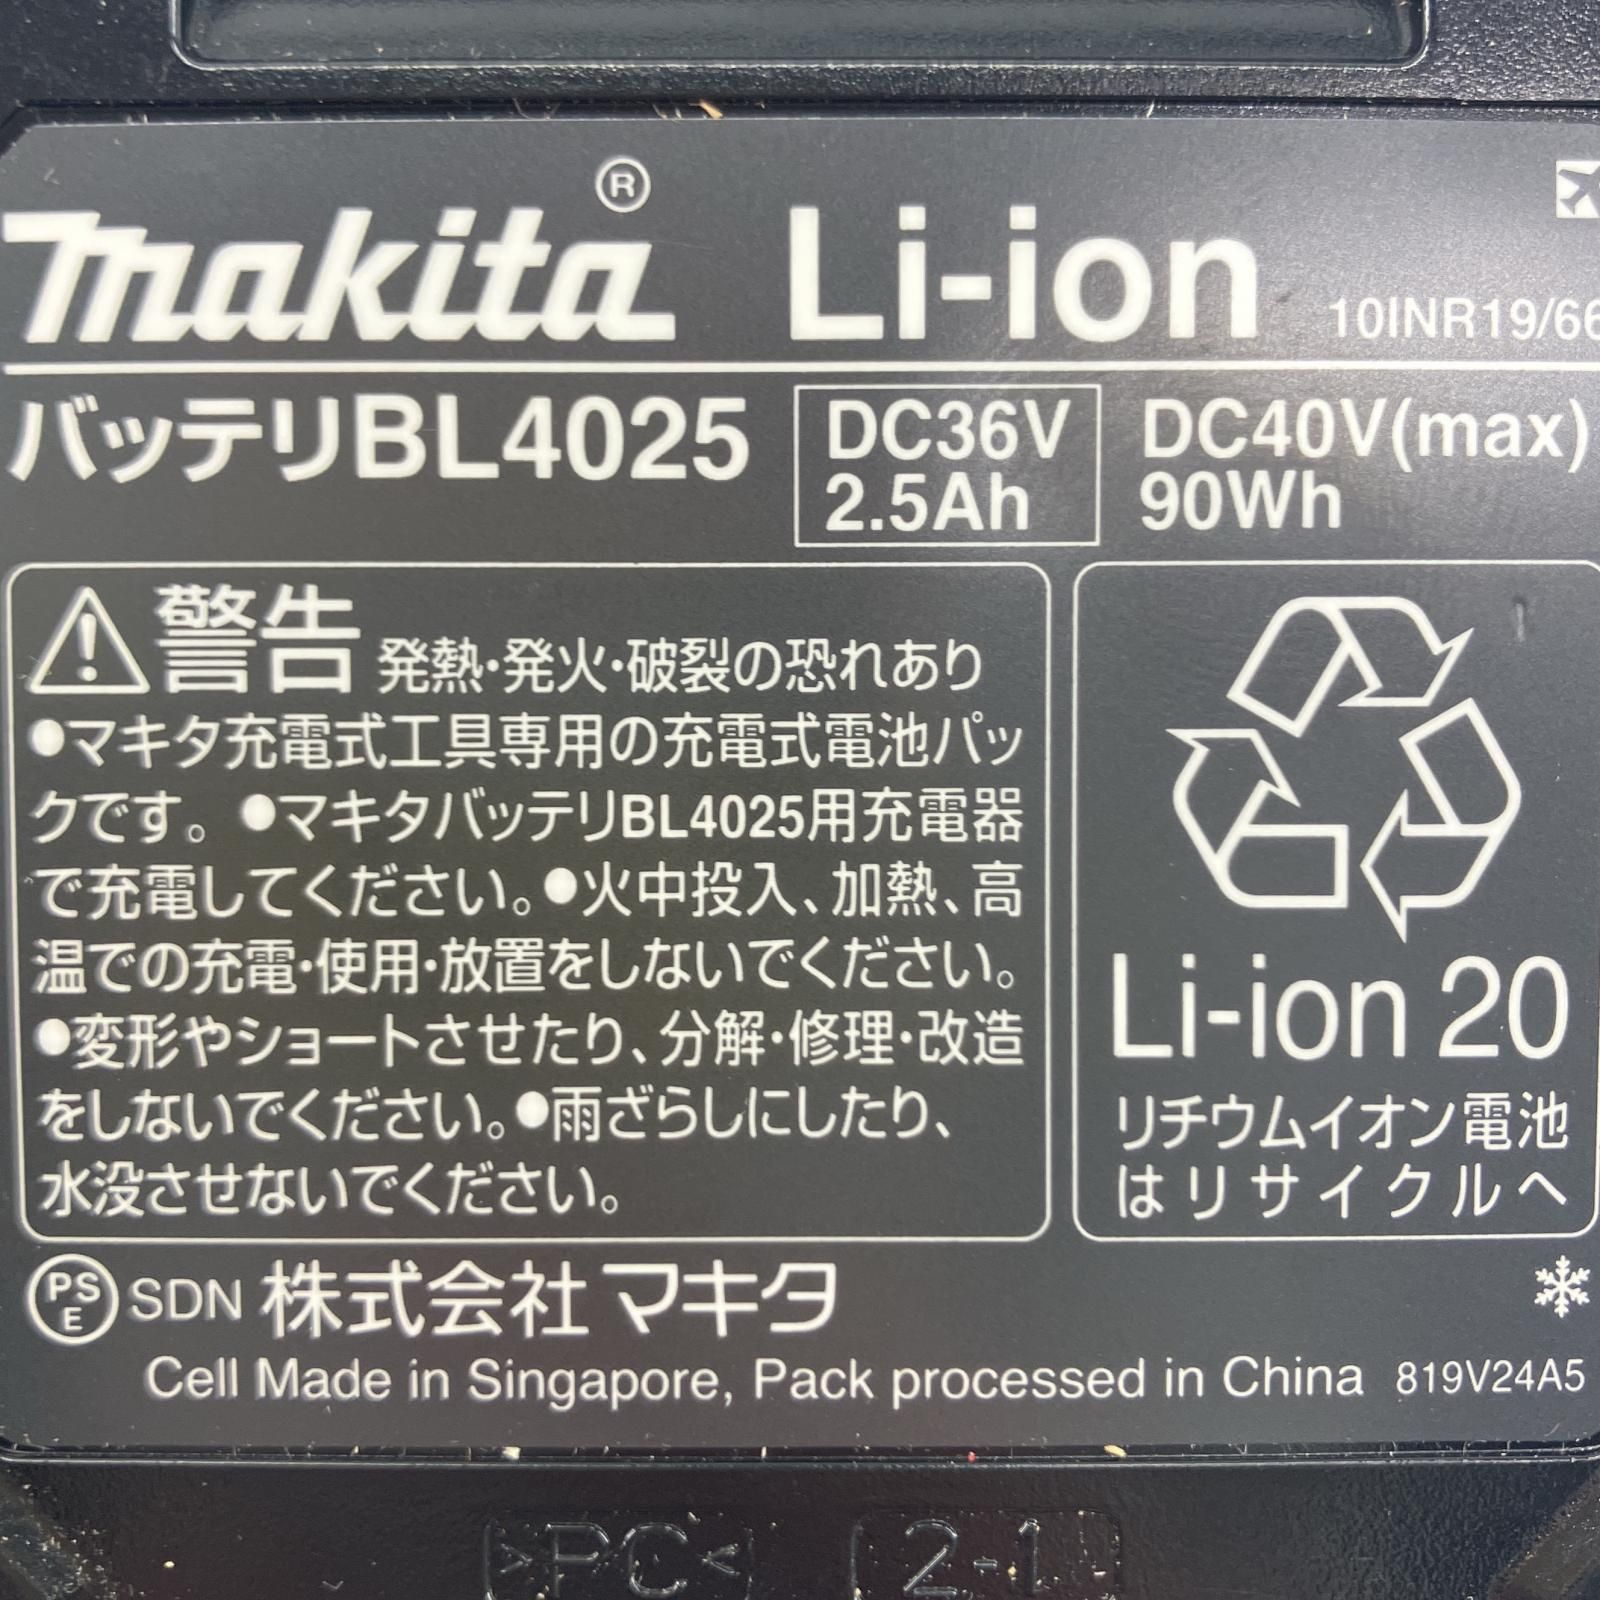 makita® Li-ion 10INR19/66
バッテリBL4025 DC36V 2.5Ah DC40V(max) 90Wh
警告 発熱・発火・破裂の恐れあり
●マキタ充電式工具専用の充電式電池パッ
クです。●マキタバッテリBL4025用充電器
で充電してください。●火中投入、加熱、高
温での充電・使用・放置をしないでください。
●変形やショートさせたり、分解・修理・改造
をしないでください。●雨ざらしにしたり、
水没させないでください。
Li-ion 20
リチウムイオン電池
はリサイクルへ
PSE SDN 株式会社マキタ
Cell Made in Singapore, Pack processed in China 819V24A5
>PC< 2-1